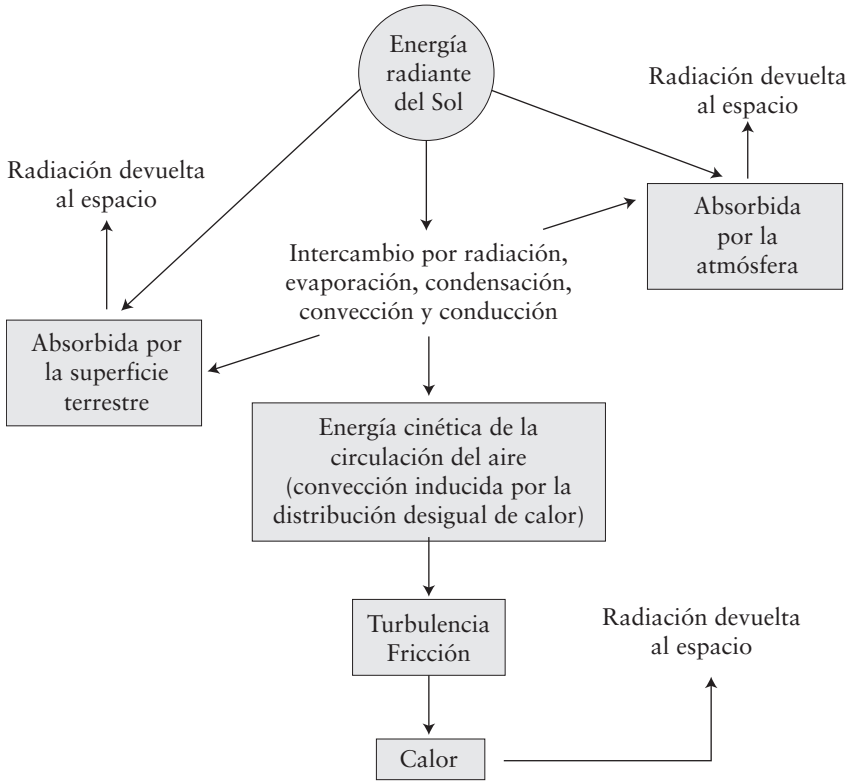 Energía
radiante
del Sol
Radiación devuelta
al espacio
Radiación devuelta
al espacio
Absorbida
por la
atmósfera
Intercambio por radiación,
evaporación, condensación,
convección y conducción
Absorbida por
la superficie
terrestre
Energía cinética de la
circulación del aire
(convección inducida por la
distribución desigual de calor)
Turbulencia
Fricción
Radiación devuelta
al espacio
Calor